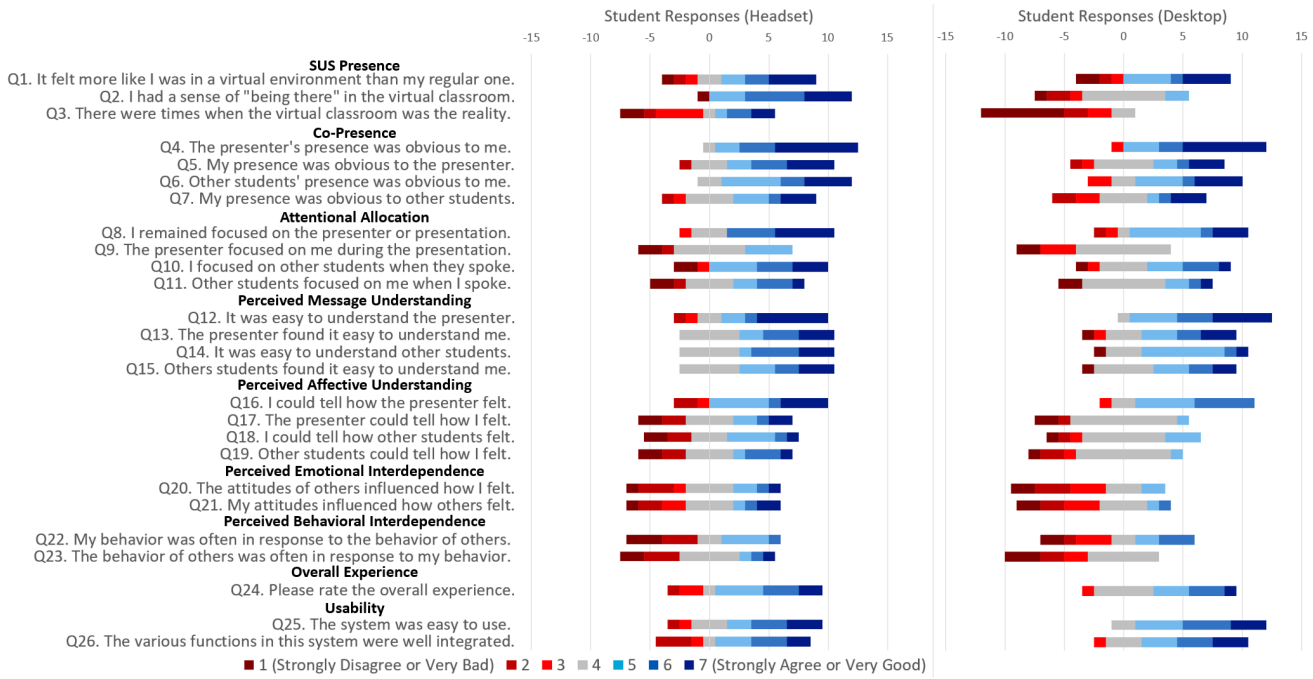 Student Responses (Headset)
Student Responses (Desktop)
-15 -10 -5 0 5 10 15
-15 -10 -5 0 5 10 15
SUS Presence
Q1. It felt more like I was in a virtual environment than my regular one.
Q2. I had a sense of "being there" in the virtual classroom.
Q3. There were times when the virtual classroom was the reality.
Co-Presence
Q4. The presenter's presence was obvious to me.
Q5. My presence was obvious to the presenter.
Q6. Other students' presence was obvious to me.
Q7. My presence was obvious to other students.
Attentional Allocation
Q8. I remained focused on the presenter or presentation.
Q9. The presenter focused on me during the presentation.
Q10. I focused on other students when they spoke.
Q11. Other students focused on me when I spoke.
Perceived Message Understanding
Q12. It was easy to understand the presenter.
Q13. The presenter found it easy to understand me.
Q14. It was easy to understand other students.
Q15. Others students found it easy to understand me.
Perceived Affective Understanding
Q16. I could tell how the presenter felt.
Q17. The presenter could tell how I felt.
Q18. I could tell how other students felt.
Q19. Other students could tell how I felt.
Perceived Emotional Interdependence
Q20. The attitudes of others influenced how I felt.
Q21. My attitudes influenced how others felt.
Perceived Behavioral Interdependence
Q22. My behavior was often in response to the behavior of others.
Q23. The behavior of others was often in response to my behavior.
Overall Experience
Q24. Please rate the overall experience.
Usability
Q25. The system was easy to use.
Q26. The various functions in this system were well integrated.
1 (Strongly Disagree or Very Bad) 2 3 4 5 6 7 (Strongly Agree or Very Good)